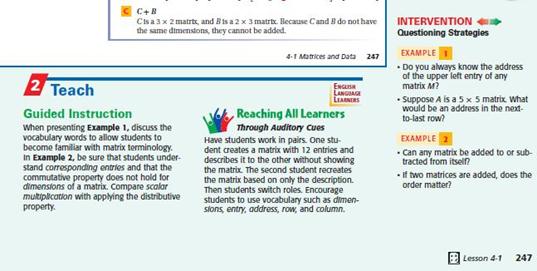 C C + B
C is a 3 × 2 matrix, and B is a 2 × 3 matrix. Because C and B do not have
the same dimensions, they cannot be added.
4-1 Matrices and Data 247
2 Teach
Guided Instruction
When presenting Example 1, discuss the
vocabulary words to allow students to
become familiar with matrix terminology.
In Example 2, be sure that students under-
stand corresponding entries and that the
commutative property does not hold for
dimensions of a matrix. Compare scalar
multiplication with applying the distributive
property.
ENGLISH
LANGUAGE
LEARNERS
Reaching All Learners
Through Auditory Cues
Have students work in pairs. One stu-
dent creates a matrix with 12 entries and
describes it to the other without showing
the matrix. The second student recreates
the matrix based on only the description.
Then students switch roles. Encourage
students to use vocabulary such as dimen-
sions, entry, address, row, and column.
INTERVENTION
Questioning Strategies
EXAMPLE 1
• Do you always know the address
of the upper left entry of any
matrix M?
• Suppose A is a 5 × 5 matrix. What
would be an address in the next-
to-last row?
EXAMPLE 2
• Can any matrix be added to or sub-
tracted from itself?
• If two matrices are added, does the
order matter?
Lesson 4-1 247